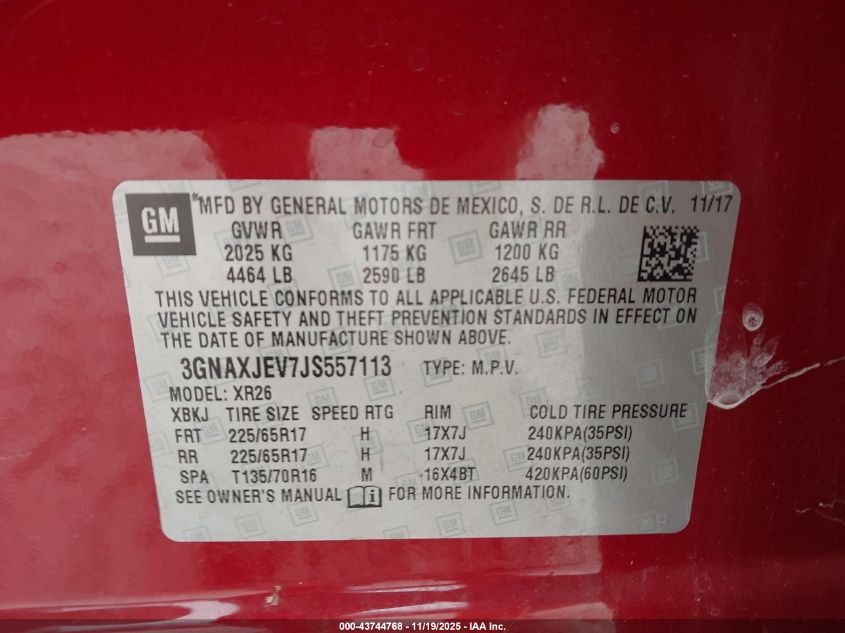 GM *MFD BY GENERAL MOTORS DE MEXICO, S. DE R.L. DE C.V. 11/17
GVWR GAWR FRT GAWR RR
2025 KG 1175 KG 1200 KG
4464 LB 2590 LB 2645 LB
THIS VEHICLE CONFORMS TO ALL APPLICABLE U.S. FEDERAL MOTOR
VEHICLE SAFETY AND THEFT PREVENTION STANDARDS IN EFFECT ON
THE DATE OF MANUFACTURE SHOWN ABOVE.
3GNAXJEV7JS557113 TYPE: M.P.V.
MODEL: XR26
XBKJ TIRE SIZE SPEED RTG RIM COLD TIRE PRESSURE
FRT 225/65R17 H 17X7J 240KPA(35PSI)
RR 225/65R17 H 17X7J 240KPA(35PSI)
SPA T135/70R16 M -16X4BT 420KPA(60PSI)
SEE OWNER'S MANUAL FOR MORE INFORMATION.
000-43744768 - 11/19/2025 - IAA Inc.